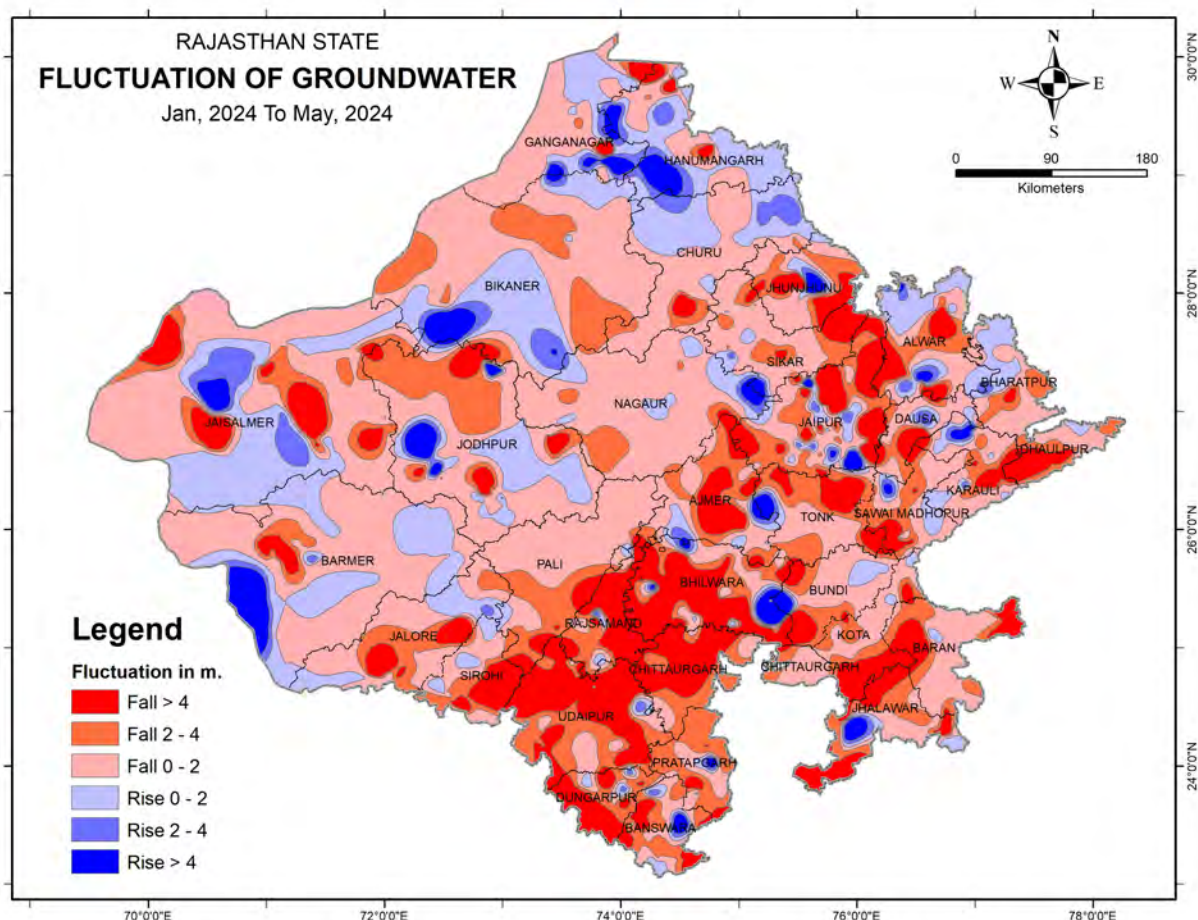 RAJASTHAN STATE
FLUCTUATION OF GROUNDWATER
Jan, 2024 To May, 2024
N
W
E
S
0 90 180
Kilometers
30°0'0"N
28°0'0"N
26°0'0"N
24°0'0"N
GANGANAGAR
HANUMANGARH
CHURU
BIKANER
JHUNJHUNU
ALWAR
SIKAR
BHARATPUR
NAGAUR
JAISALMER
JAIPUR
DAUSA
JODHPUR
DHAULPUR
KARAULI
AJMER
SAWAI MADHOPUR
TONK
BARMER
PALI
BHILWARA
BUNDI
RAJSAMAND
JALORE
KOTA
BARAN
CHITTAURGARH
CHITTAURGARH
SIROHI
JHALAWAR
UDAIPUR
PRATAPGARH
DUNGARPUR
BANSWARA
Legend
Fluctuation in m.
Fall > 4
Fall 2 - 4
Fall 0 - 2
Rise 0 - 2
Rise 2 - 4
Rise > 4
70°0'0"E
72°0'0"E
74°0'0"E
76°0'0"E
78°0'0"E